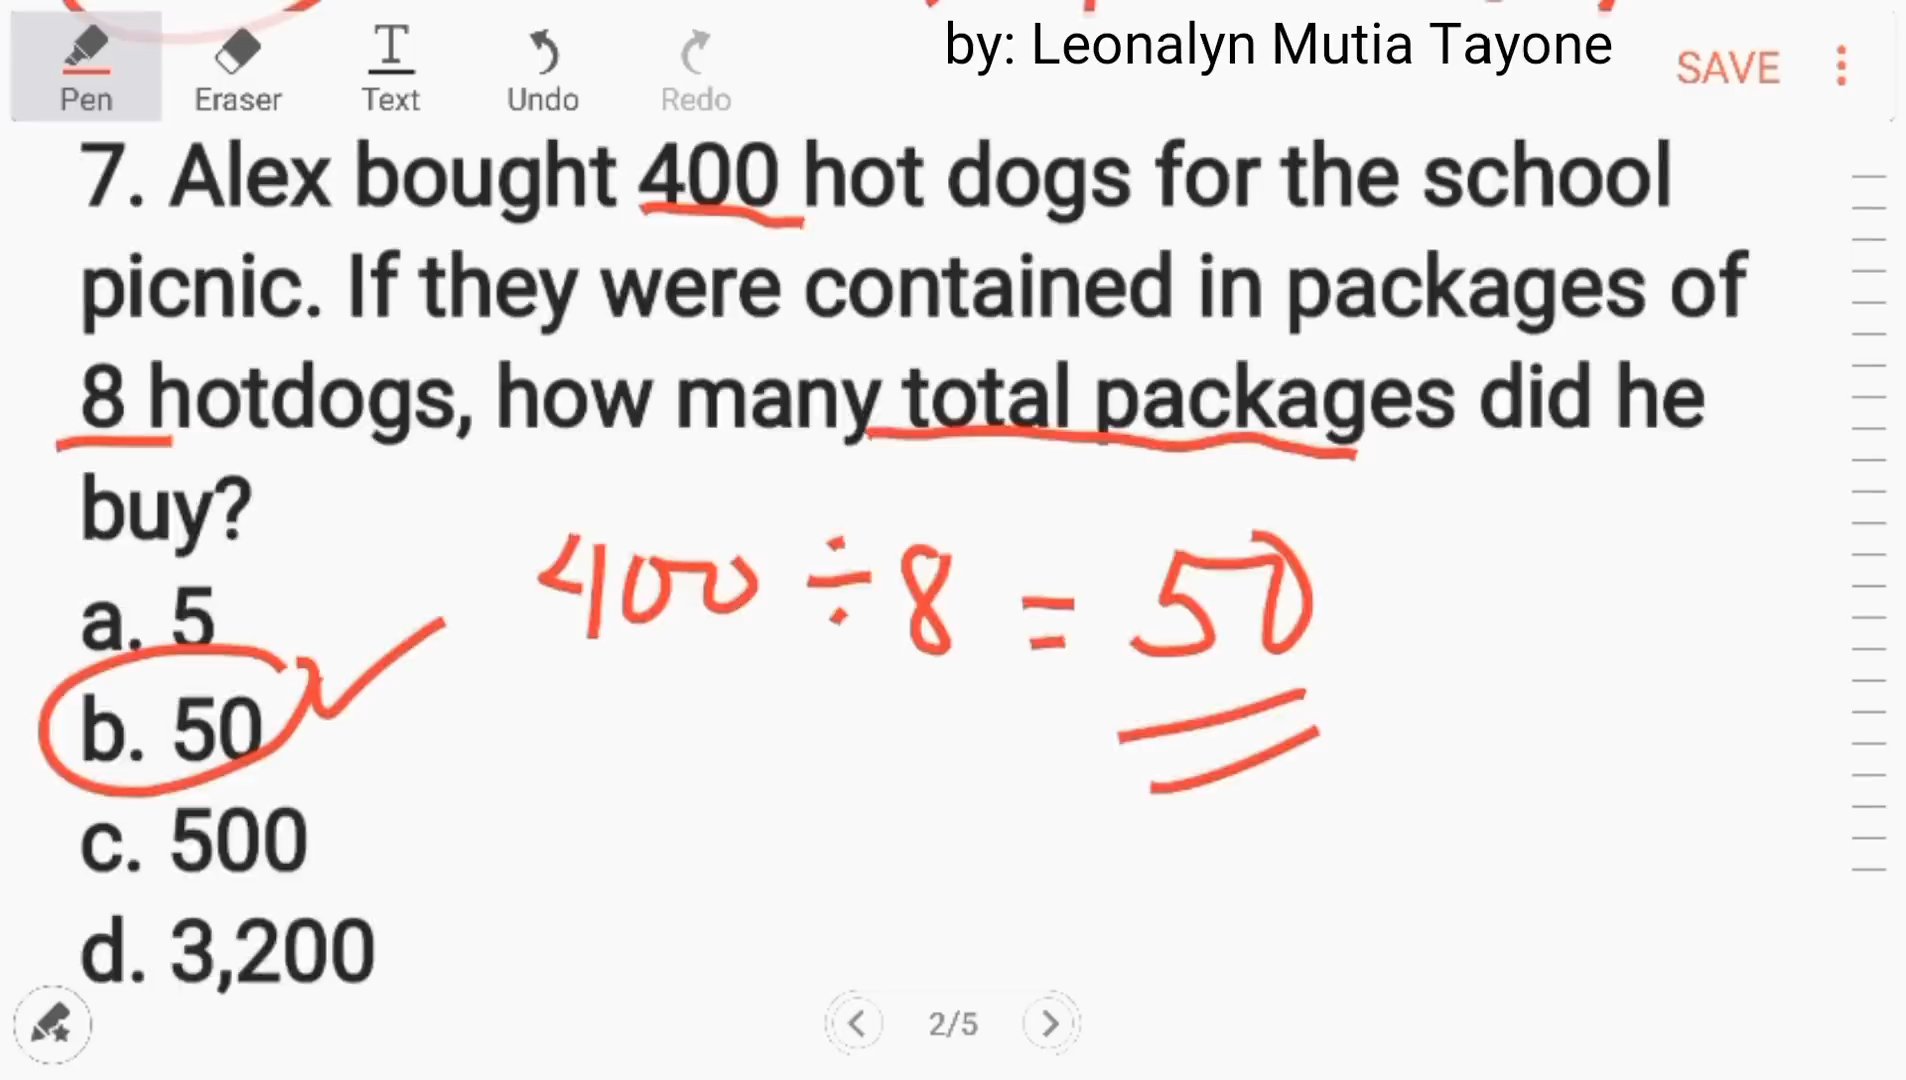 by: Leonalyn Mutia Tayone
Pen
Eraser
T
Text
Undo
Redo
SAVE
7. Alex bought 400 hot dogs for the school
picnic. If they were contained in packages of
8 hotdogs, how many total packages did he
buy?
400 ÷ 8 = 50
a. 5
b. 50
c. 500
d. 3,200
2/5